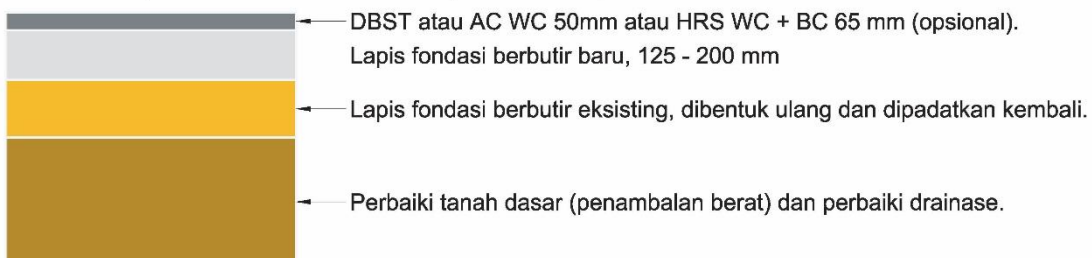 DBST atau AC WC 50mm atau HRS WC + BC 65 mm (opsional).
Lapis fondasi berbutir baru, 125 - 200 mm
Lapis fondasi berbutir eksisting, dibentuk ulang dan dipadatkan kembali.
Perbaiki tanah dasar (penambalan berat) dan perbaiki drainase.